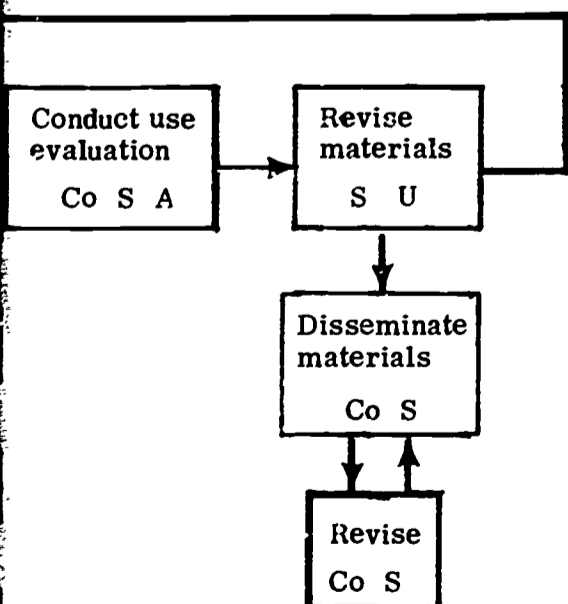 Conduct use
evaluation
Co S A
Revise
materials
S U
Disseminate
materials
Co S
Revise
Co S